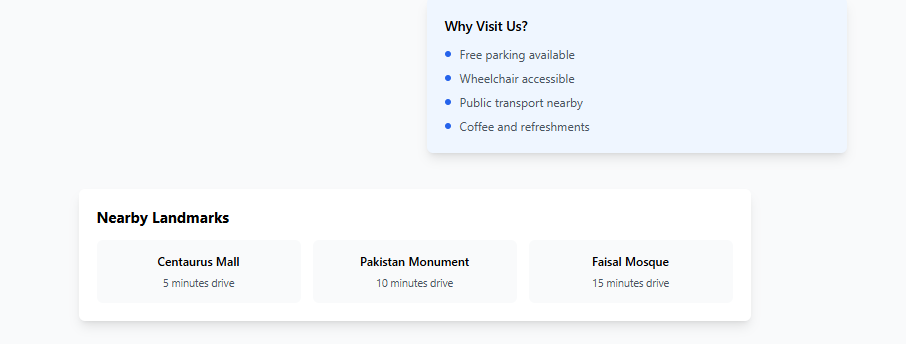 Why Visit Us?
Free parking available
Wheelchair accessible
Public transport nearby
Coffee and refreshments
Nearby Landmarks
Centaurus Mall
5 minutes drive
Pakistan Monument
10 minutes drive
Faisal Mosque
15 minutes drive